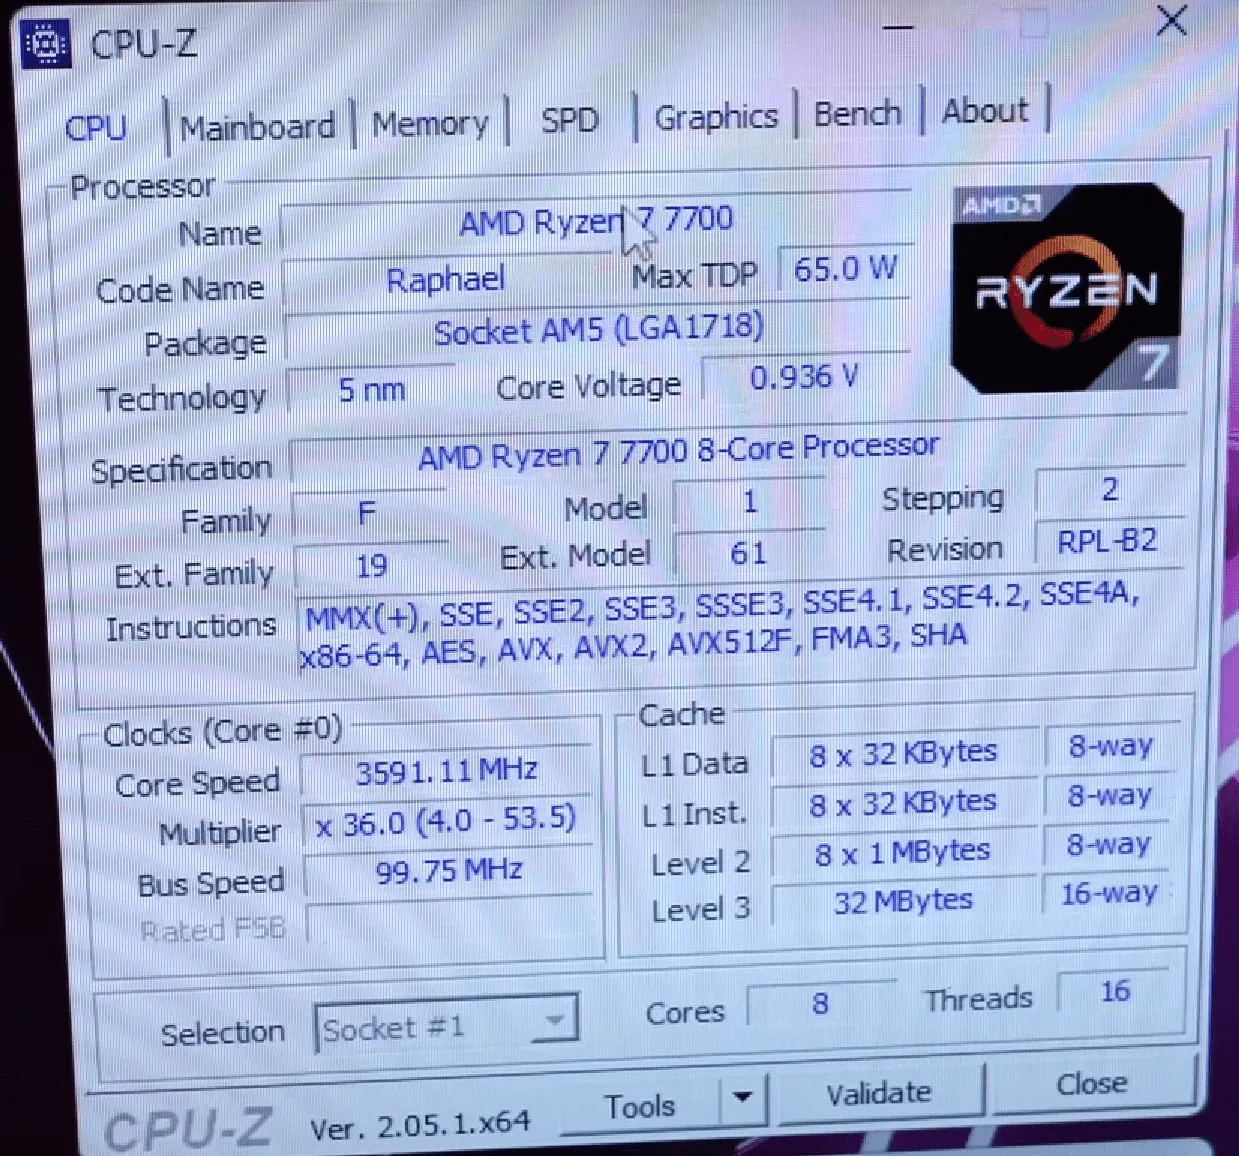 CPU-Z
CPU Mainboard Memory SPD Graphics Bench About
Processor
Name AMD Ryzen 7 7700
Code Name Raphael Max TDP 65.0 W
Package Socket AM5 (LGA1718)
Technology 5 nm Core Voltage 0.936 V
AMD
RYZEN
7
Specification AMD Ryzen 7 7700 8-Core Processor
Family F Model 1 Stepping 2
Ext. Family 19 Ext. Model 61 Revision RPL-B2
Instructions MMX(+), SSE, SSE2, SSE3, SSSE3, SSE4.1, SSE4.2, SSE4A,
x86-64, AES, AVX, AVX2, AVX512F, FMA3, SHA
Clocks (Core #0)
Core Speed 3591.11 MHz
Multiplier x 36.0 (4.0 - 53.5)
Bus Speed 99.75 MHz
Rated FSB
Cache
L1 Data 8 x 32 KBytes 8-way
L1 Inst. 8 x 32 KBytes 8-way
Level 2 8 x 1 MBytes 8-way
Level 3 32 MBytes 16-way
Selection Socket #1 Cores 8 Threads 16
CPU-Z Ver. 2.05.1.x64 Tools Validate Close